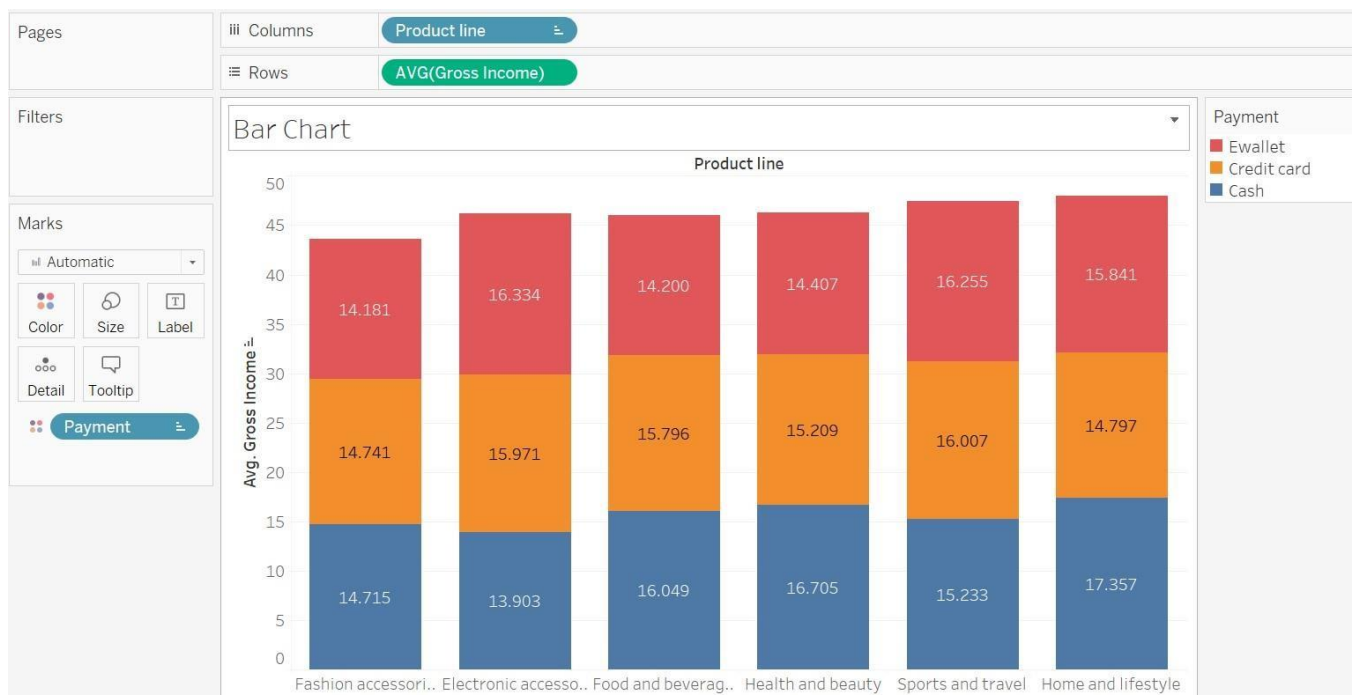 Pages
Columns
Product line
Rows
AVG(Gross Income)
Filters
Marks
Automatic
Color
Size
T
Label
Detail
Tooltip
Payment
Bar Chart
Product line
Avg. Gross Income
50
45
40
35
30
25
20
15
10
5
0
14.181
16.334
14.200
14.407
16.255
15.841
14.741
15.971
15.796
15.209
16.007
14.797
14.715
13.903
16.049
16.705
15.233
17.357
Fashion accessori..
Electronic accesso..
Food and beverag..
Health and beauty
Sports and travel
Home and lifestyle
Payment
Ewallet
Credit card
Cash